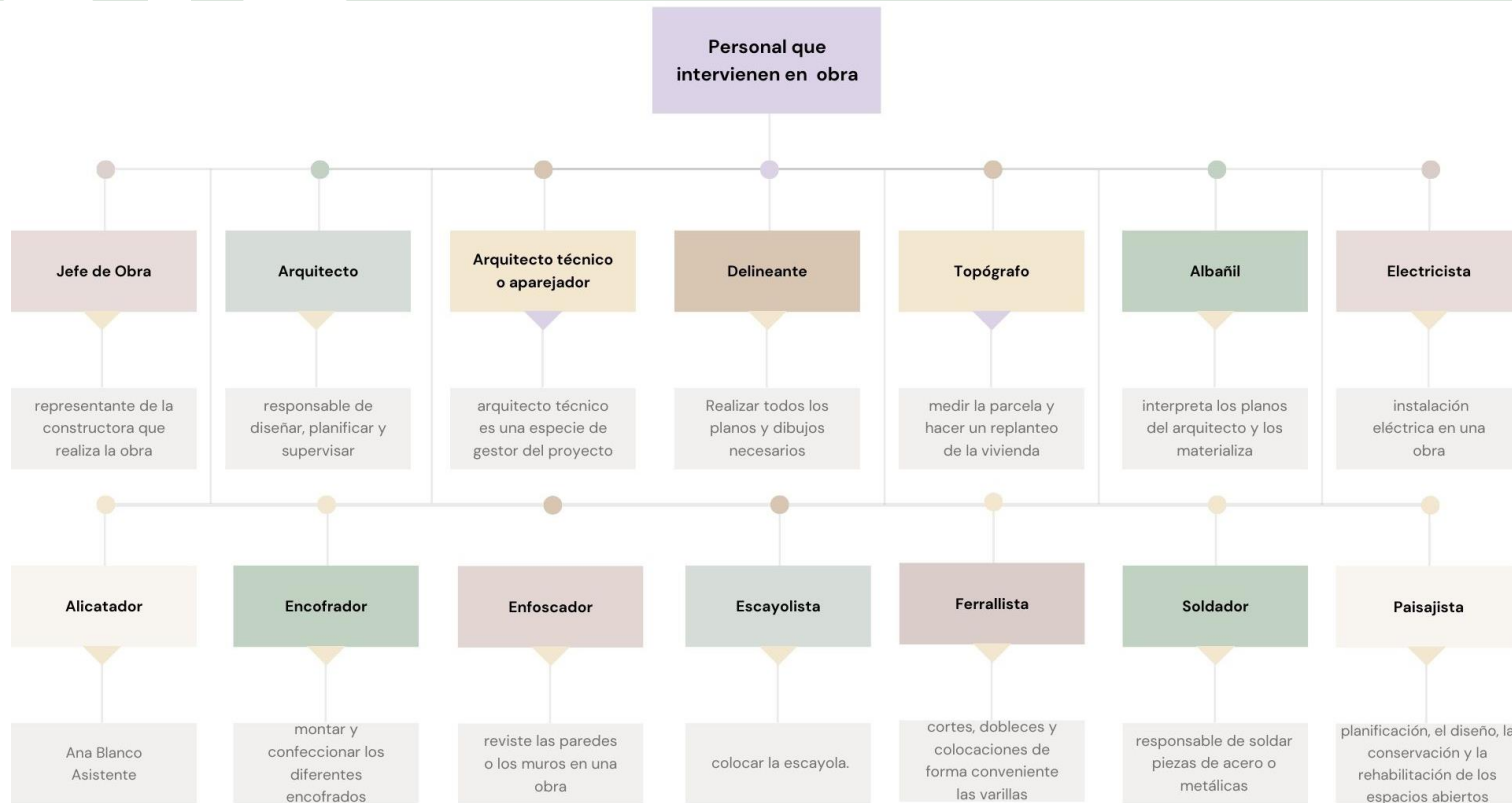 Personal que
intervienen en obra
Jefe de Obra
Arquitecto
Arquitecto técnico
o aparejador
Delineante
Topógrafo
Albañil
Electricista
representante de la
constructora que
realiza la obra
responsable de
diseñar, planificar y
supervisar
arquitecto técnico
es una especie de
gestor del proyecto
Realizar todos los
planos y dibujos
necesarios
medir la parcela y
hacer un replanteo
de la vivienda
interpreta los planos
del arquitecto y los
materializa
instalación
eléctrica en una
obra
Alicatador
Encofrador
Enfoscador
Escayolista
Ferrallista
Soldador
Paisajista
Ana Blanco
Asistente
montar y
confeccionar los
diferentes
encofrados
reviste las paredes
o los muros en una
obra
colocar la escayola.
cortes, dobleces y
colocaciones de
forma conveniente
las varillas
responsable de soldar
piezas de acero o
metálicas
planificación, el diseño, la
conservación y la
rehabilitación de los
espacios abiertos